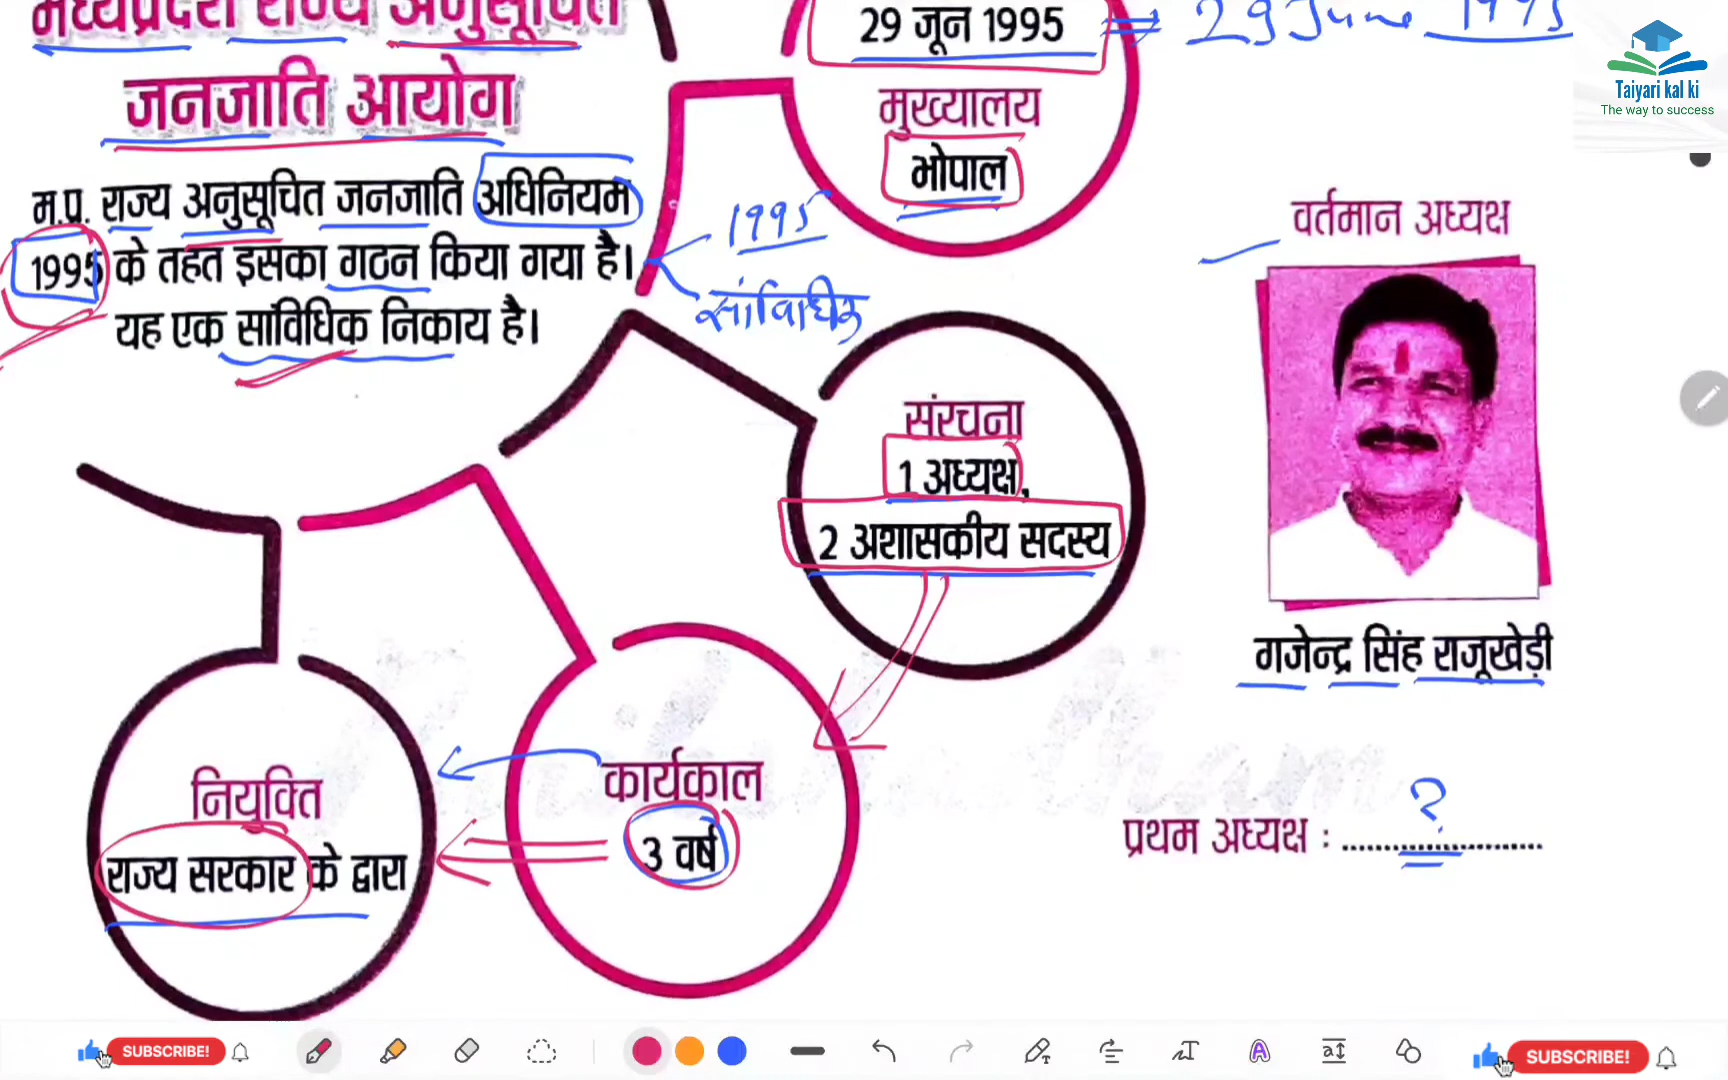 मध्यप्रदेश राज्य अनुसूचित
जनजाति आयोग
म.प्र. राज्य अनुसूचित जनजाति अधिनियम
1995 के तहत इसका गठन किया गया है।
यह एक सांविधिक निकाय है।
29 जून 1995
29 June 1995
मुख्यालय
भोपाल
1995
सांविधिक
Taiyari kal ki
The way to success
वर्तमान अध्यक्ष
गजेन्द्र सिंह राजूखेड़ी
संरचना
1 अध्यक्ष,
2 अशासकीय सदस्य
कार्यकाल
3 वर्ष
नियुक्ति
राज्य सरकार के द्वारा
?
प्रथम अध्यक्ष : ........................
SUBSCRIBE!
SUBSCRIBE!